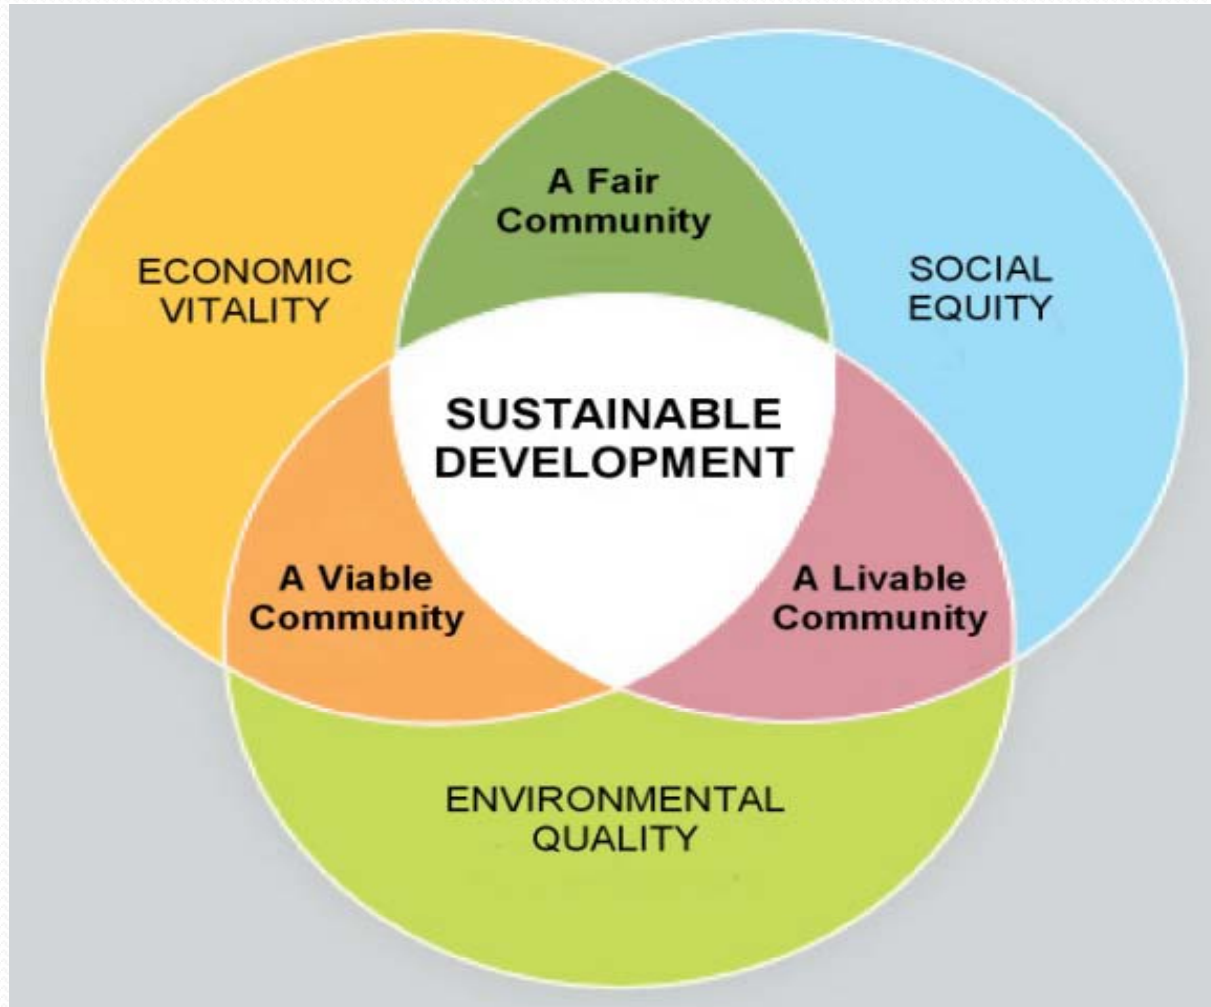 A Fair
Community
ECONOMIC
VITALITY
SOCIAL
EQUITY
SUSTAINABLE
DEVELOPMENT
A Viable
Community
A Livable
Community
ENVIRONMENTAL
QUALITY